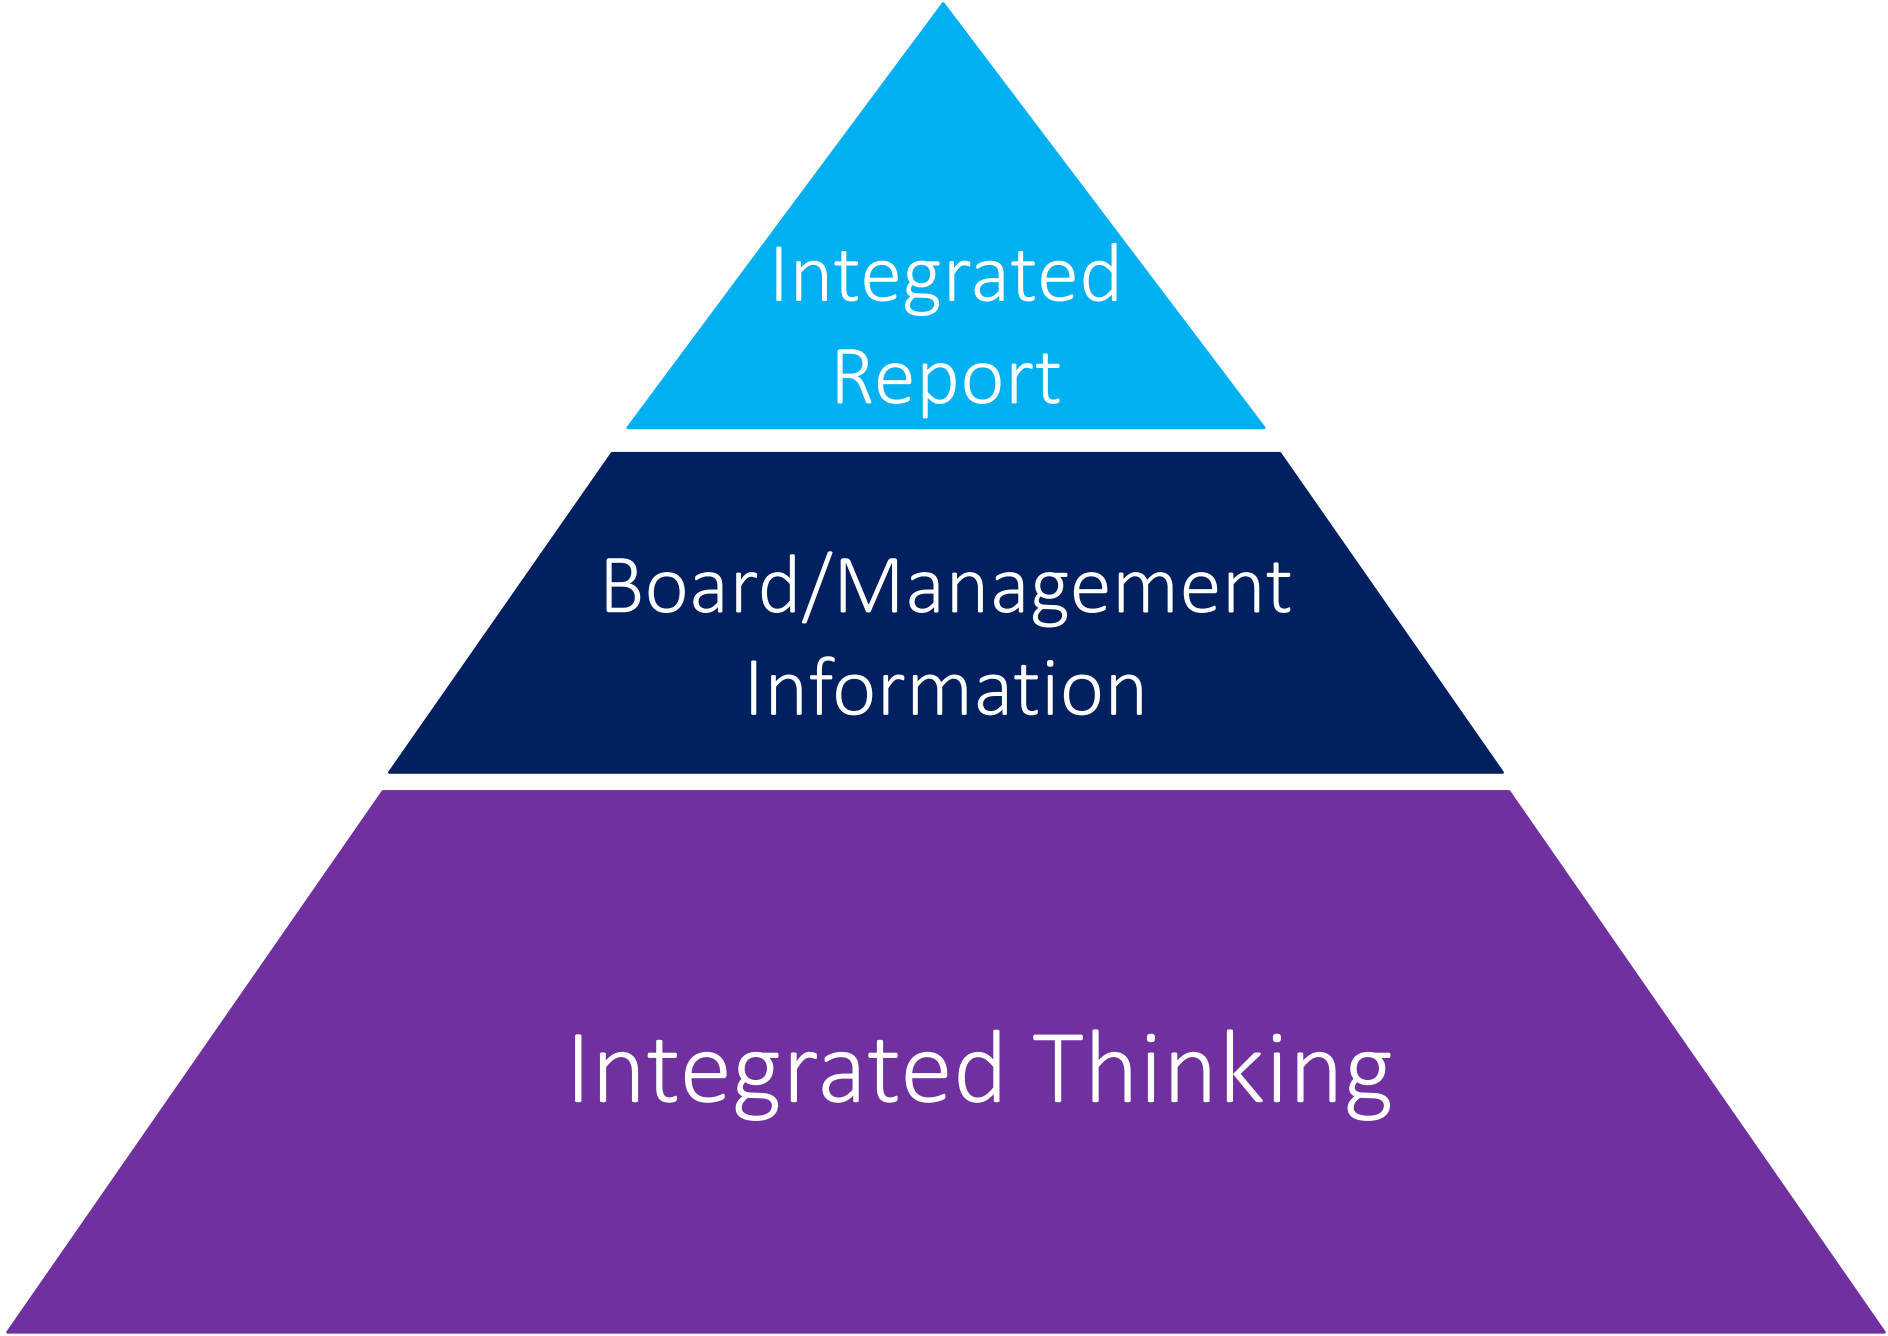 Integrated
Report
Board/Management
Information
Integrated Thinking